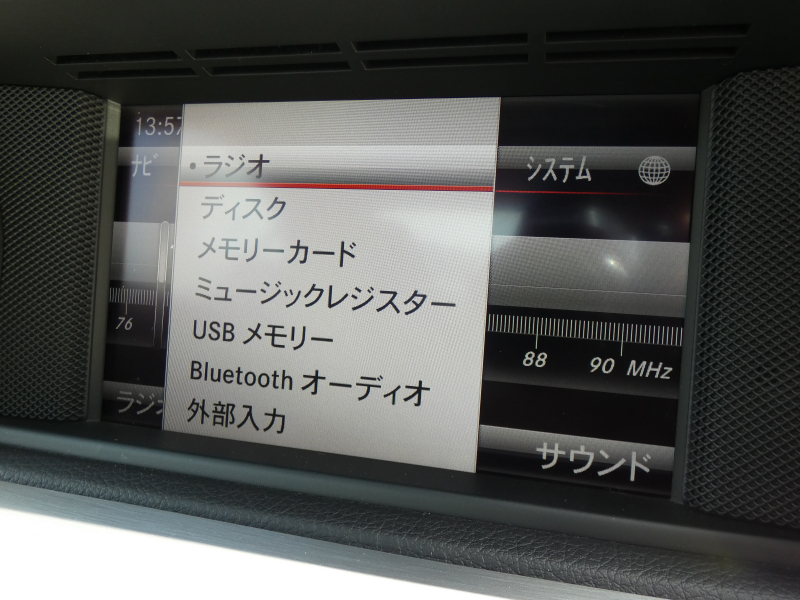 13:57
ナビ
システム
• ラジオ
ディスク
メモリーカード
ミュージックレジスター
USB メモリー
Bluetooth オーディオ
外部入力
76
88 90 MHz
ラジオ
サウンド